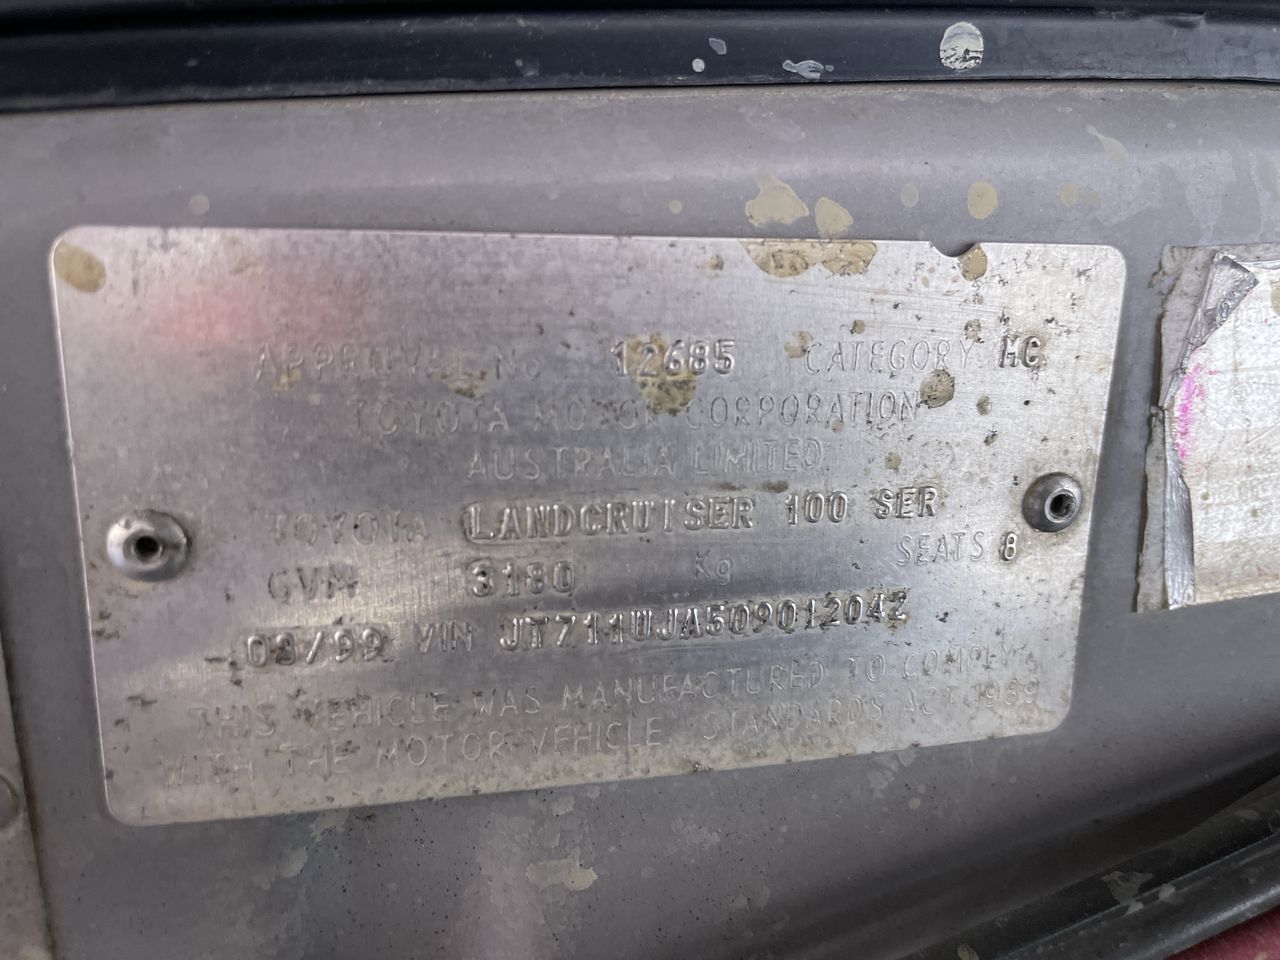 APPROVAL No 12685 CATEGORY MC
TOYOTA MOTOR CORPORATION
AUSTRALIA LIMITED
TOYOTA LANDCRUISER 100 SER
GVM 3180 Kg SEATS 8
03/99 VIN JT711UJA509012042
THIS VEHICLE WAS MANUFACTURED TO COMPLY
WITH THE MOTOR VEHICLE STANDARDS ACT 1989